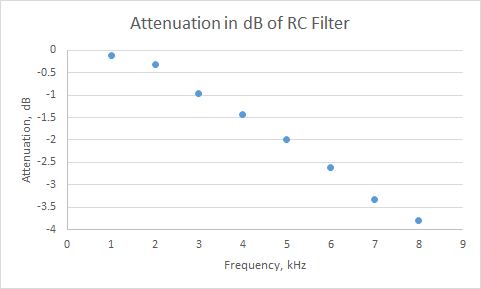 Attenuation in dB of RC Filter
0
-0.5
-1
-1.5
-2
-2.5
-3
-3.5
-4
Attenuation, dB
0 1 2 3 4 5 6 7 8 9
Frequency, kHz